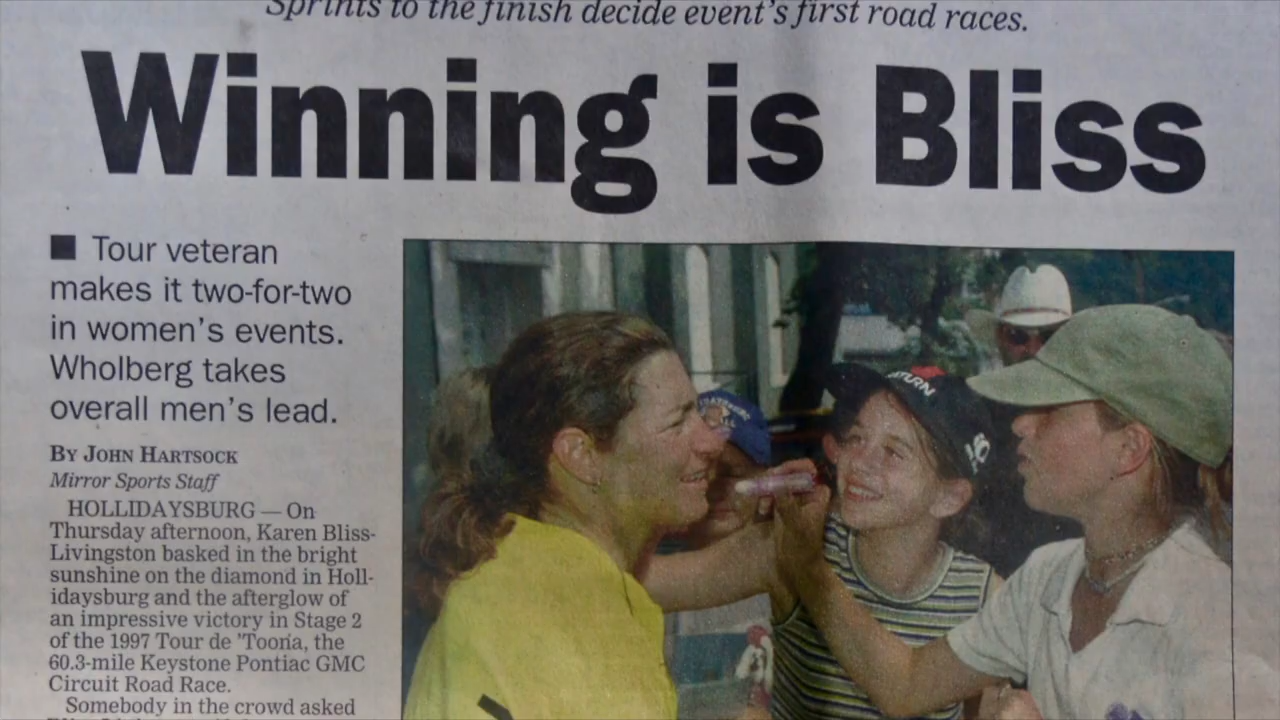 Sprints to the finish decide event's first road races.
Winning is Bliss
■ Tour veteran
makes it two-for-two
in women's events.
Wholberg takes
overall men's lead.
BY JOHN HARTSOCK
Mirror Sports Staff
HOLLIDAYSBURG — On
Thursday afternoon, Karen Bliss-
Livingston basked in the bright
sunshine on the diamond in Holl-
idaysburg and the afterglow of
an impressive victory in Stage 2
of the 1997 Tour de 'Toona, the
60.3-mile Keystone Pontiac GMC
Circuit Road Race.
Somebody in the crowd asked